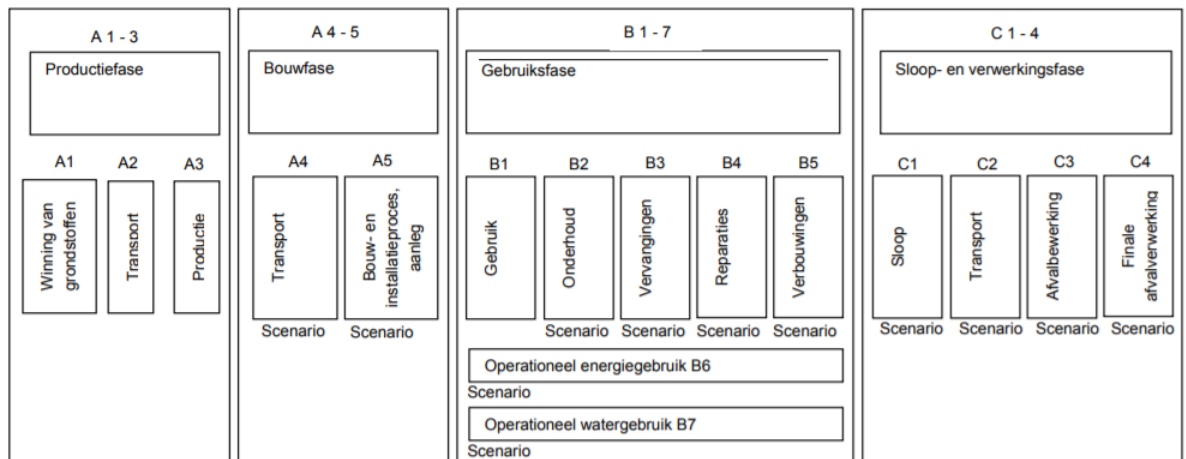 A 1 - 3
Productiefase
A1
A2
A3
Winning van
grondstoffen
Transport
Productie
A 4 - 5
Bouwfase
A4
A5
Transport
Bouw- en
installatieproces,
aanleg
Scenario
Scenario
B 1 - 7
Gebruiksfase
B1
B2
B3
B4
B5
Gebruik
Onderhoud
Vervangingen
Reparaties
Verbouwingen
Scenario
Scenario
Scenario
Scenario
Operationeel energiegebruik B6
Scenario
Operationeel watergebruik B7
Scenario
C 1 - 4
Sloop- en verwerkingsfase
C1
C2
C3
C4
Sloop
Transport
Afvalbewerking
Finale
afvalverwerking
Scenario
Scenario
Scenario
Scenario